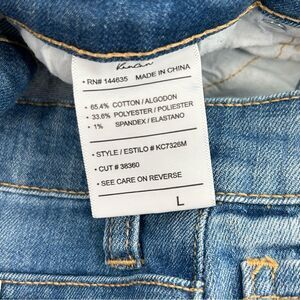 KanCan
• RN# 144635 MADE IN CHINA
• 65.4% COTTON / ALGODON
• 33.6% POLYESTER / POLIESTER
• 1% SPANDEX / ELASTANO
• STYLE / ESTILO # KC7326M
• CUT # 38360
• SEE CARE ON REVERSE
L